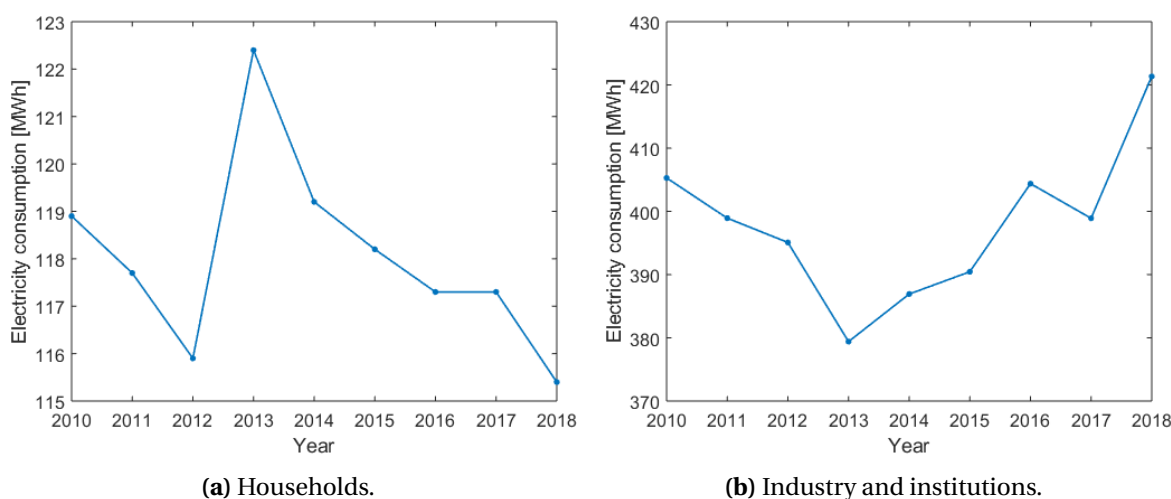 Electricity consumption [MWh]
123
122
121
120
119
118
117
116
115
2010 2011 2012 2013 2014 2015 2016 2017 2018
Year
(a) Households.
Electricity consumption [MWh]
430
420
410
400
390
380
370
2010 2011 2012 2013 2014 2015 2016 2017 2018
Year
(b) Industry and institutions.